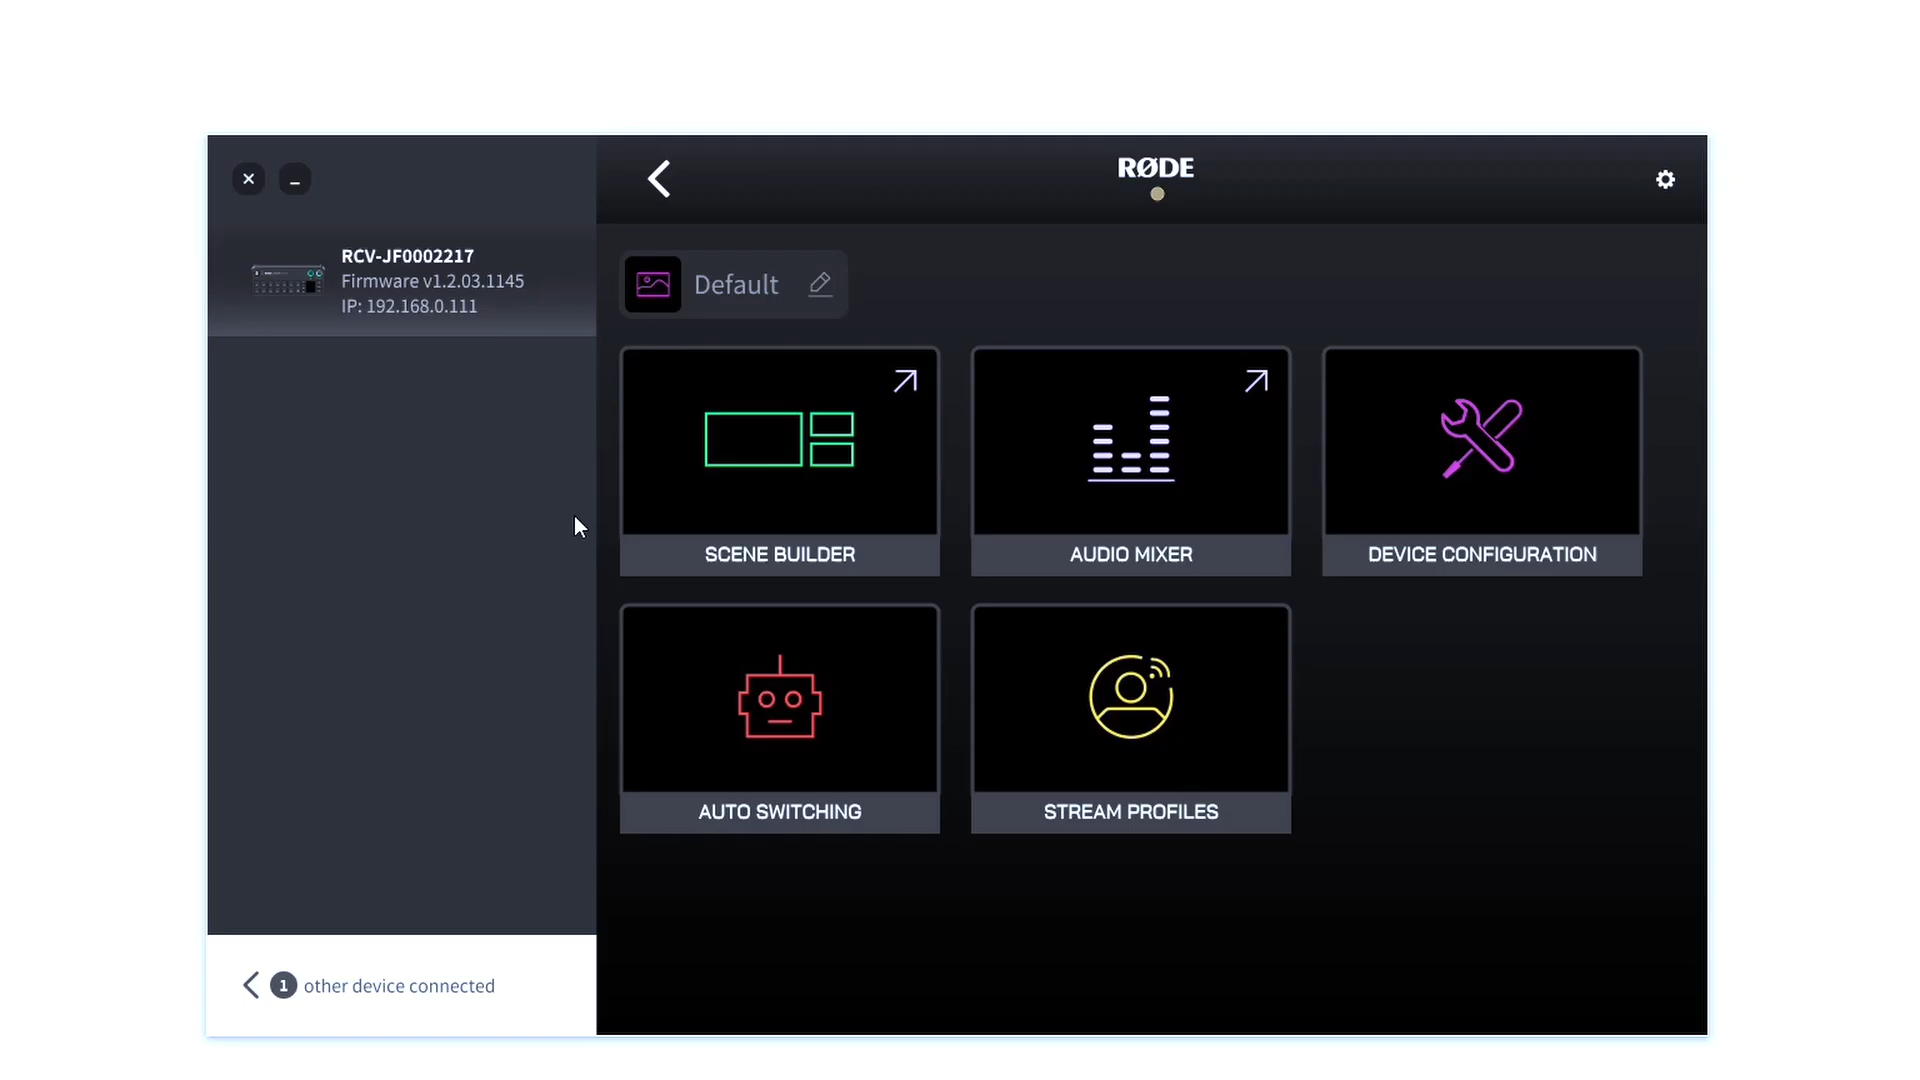 RØDE
RCV-JF0002217
Firmware v1.2.03.1145
IP: 192.168.0.111
Default
SCENE BUILDER
AUDIO MIXER
DEVICE CONFIGURATION
AUTO SWITCHING
STREAM PROFILES
1 other device connected